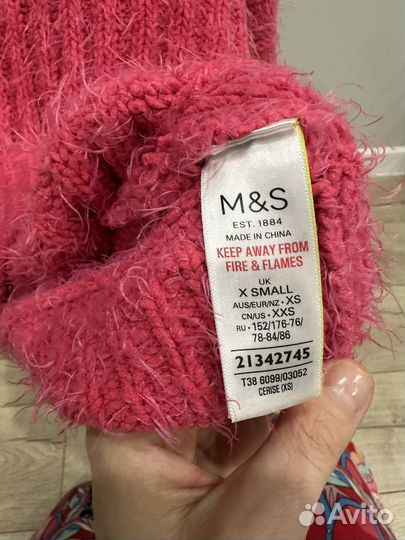 M&S
EST. 1884
MADE IN CHINA
KEEP AWAY FROM
FIRE & FLAMES
UK
X SMALL
AUS/EUR/NZ • XS
CN/US • XXS
RU • 152/176-76/
78-84/86
21342745
T38 6099/03052
CERISE (XS)
Avito